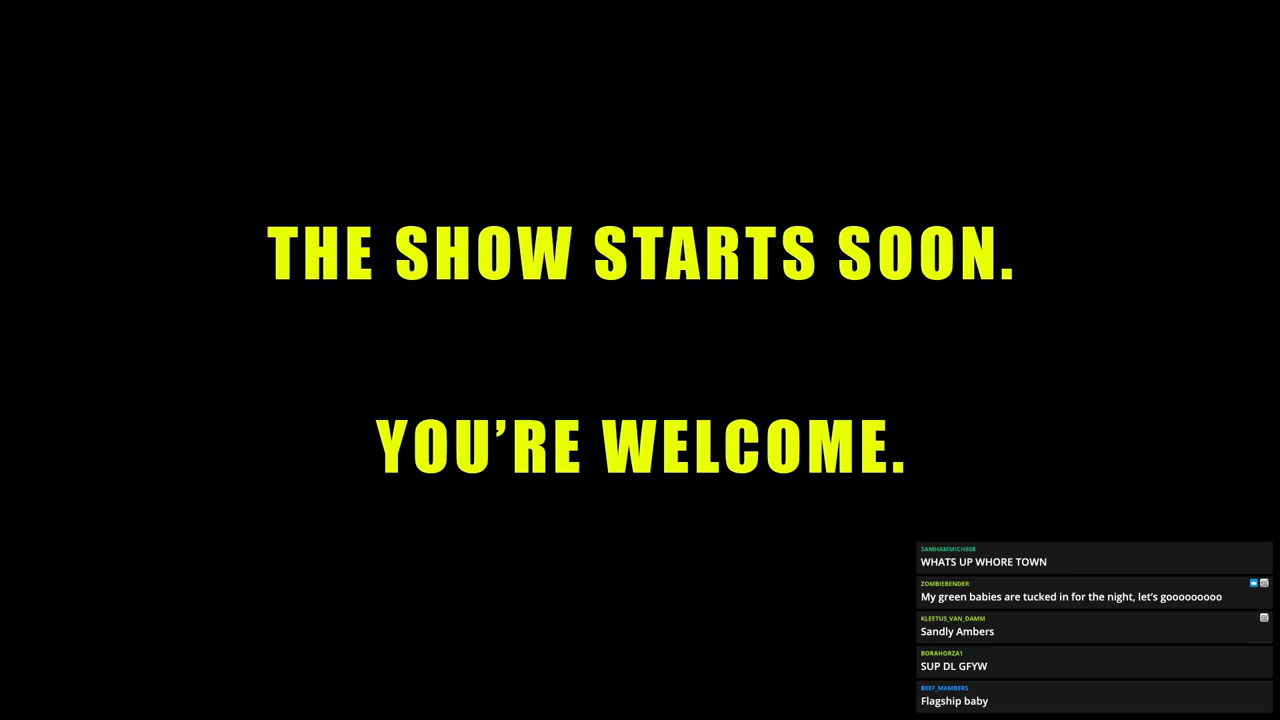 THE SHOW STARTS SOON.
YOU’RE WELCOME.
SAMHAMMICH808
WHATS UP WHORE TOWN
ZOMBIEBENDER
My green babies are tucked in for the night, let’s gooooooooo
KLEETUS_VAN_DAMM
Sandly Ambers
BORAHORZA1
SUP DL GFYW
BEEF_MAMBERS
Flagship baby